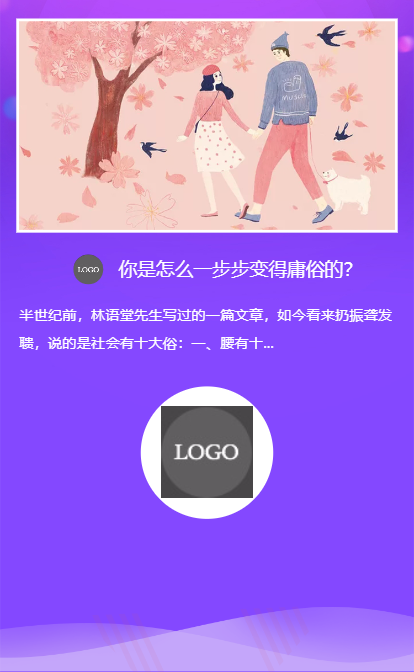 LOGO 你是怎么一步步变得庸俗的?
半世纪前，林语堂先生写过的一篇文章，如今看来扔振聋发
聩，说的是社会有十大俗：一、腰有十...
LOGO